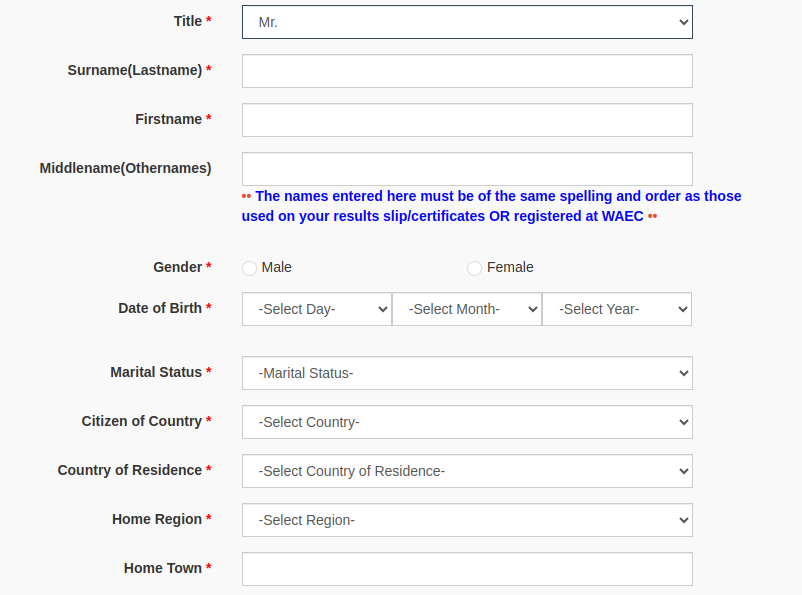 Title * Mr.
Surname(Lastname) *
Firstname *
Middlename(Othernames)
•• The names entered here must be of the same spelling and order as those
used on your results slip/certificates OR registered at WAEC ••
Gender * Male Female
Date of Birth * -Select Day- -Select Month- -Select Year-
Marital Status * -Marital Status-
Citizen of Country * -Select Country-
Country of Residence * -Select Country of Residence-
Home Region * -Select Region-
Home Town *